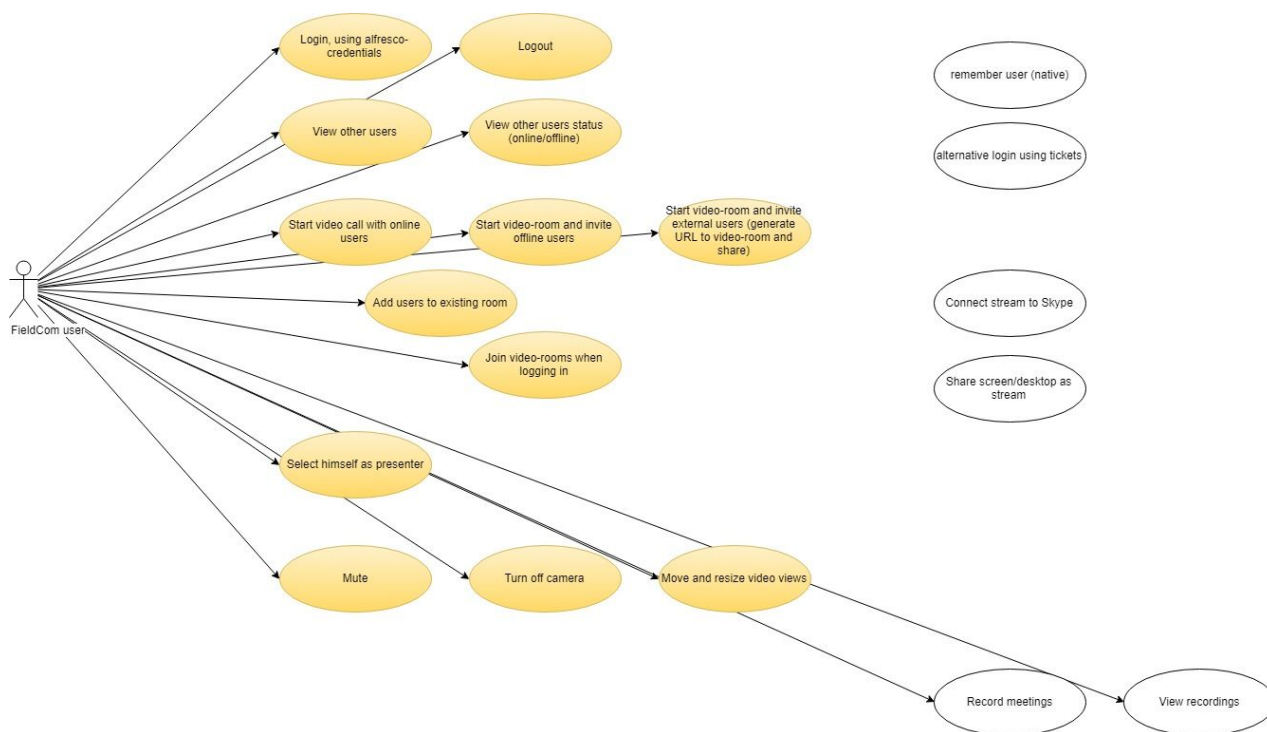 Login, using alfresco-
credentials
Logout
remember user (native)
View other users
View other users status
(online/offline)
alternative login using tickets
Start video call with online
users
Start video-room and invite
offline users
Start video-room and invite
external users (generate
URL to video-room and
share)
FieldCom user
Add users to existing room
Connect stream to Skype
Join video-rooms when
logging in
Share screen/desktop as
stream
Select himself as presenter
Mute
Turn off camera
Move and resize video views
Record meetings
View recordings